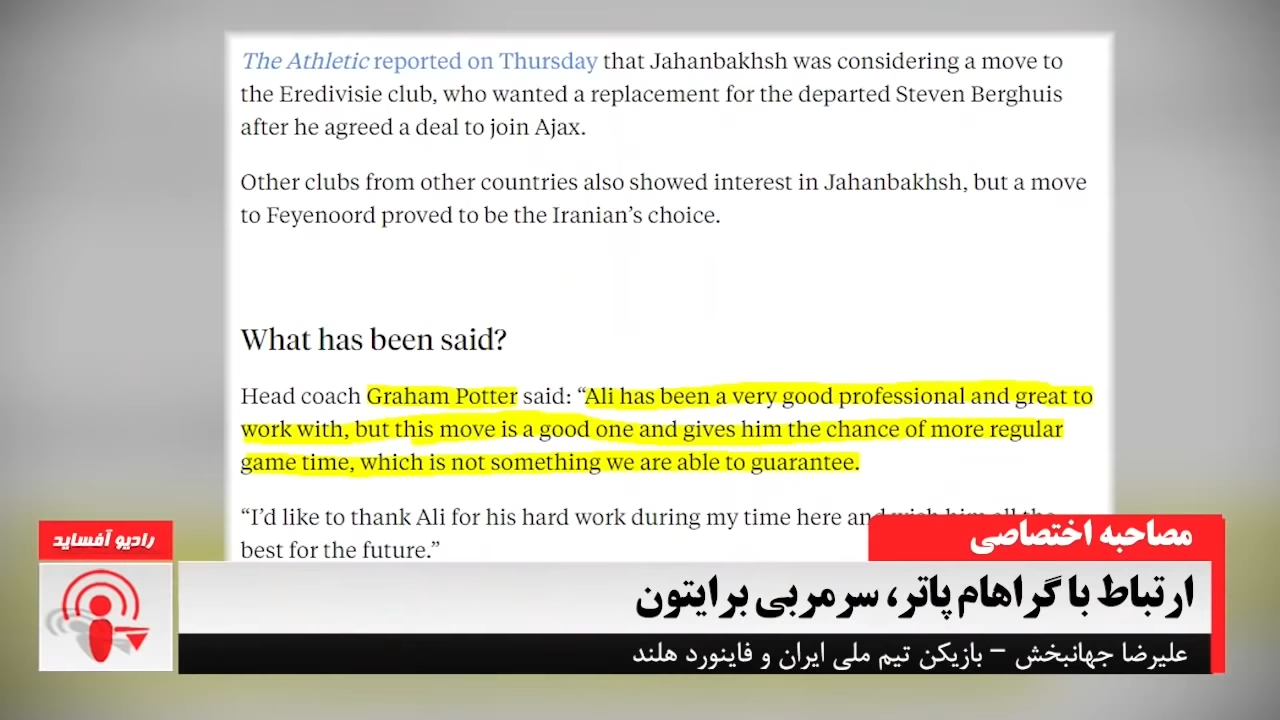 The Athletic reported on Thursday that Jahanbakhsh was considering a move to
the Eredivisie club, who wanted a replacement for the departed Steven Berghuis
after he agreed a deal to join Ajax.
Other clubs from other countries also showed interest in Jahanbakhsh, but a move
to Feyenoord proved to be the Iranian’s choice.
What has been said?
Head coach Graham Potter said: “Ali has been a very good professional and great to
work with, but this move is a good one and gives him the chance of more regular
game time, which is not something we are able to guarantee.
“I’d like to thank Ali for his hard work during my time here and wish him all the
best for the future.”
مصاحبه اختصاصی
رادیو آفساید
ارتباط با گراهام پاتر، سرمربی برایتون
علیرضا جهانبخش – بازیکن تیم ملی ایران و فاینورد هلند